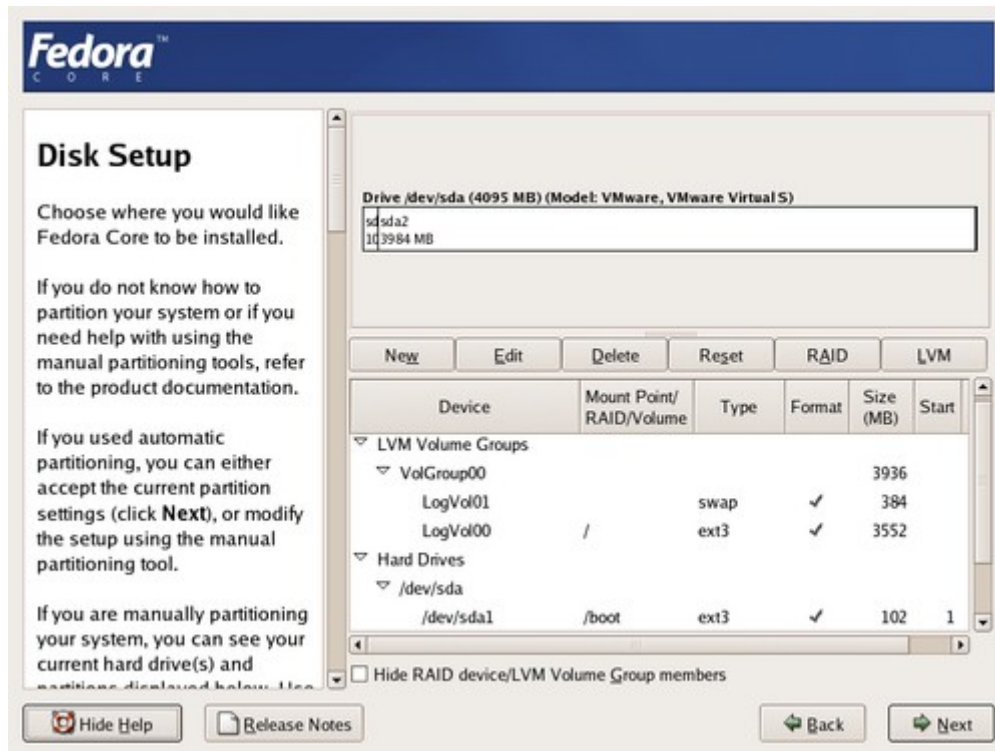 Fedora™
CORE
Disk Setup
Choose where you would like
Fedora Core to be installed.
If you do not know how to
partition your system or if you
need help with using the
manual partitioning tools, refer
to the product documentation.
If you used automatic
partitioning, you can either
accept the current partition
settings (click Next), or modify
the setup using the manual
partitioning tool.
If you are manually partitioning
your system, you can see your
current hard drive(s) and
partitions displayed below. Use
Drive /dev/sda (4095 MB) (Model: VMware, VMware Virtual S)
sd sda2
10 3984 MB
New Edit Delete Reset RAID LVM
Device Mount Point/ RAID/Volume Type Format Size (MB) Start
LVM Volume Groups
VolGroup00 3936
LogVol01 swap ✓ 384
LogVol00 / ext3 ✓ 3552
Hard Drives
/dev/sda
/dev/sda1 /boot ext3 ✓ 102 1
Hide RAID device/LVM Volume Group members
Hide Help Release Notes Back Next